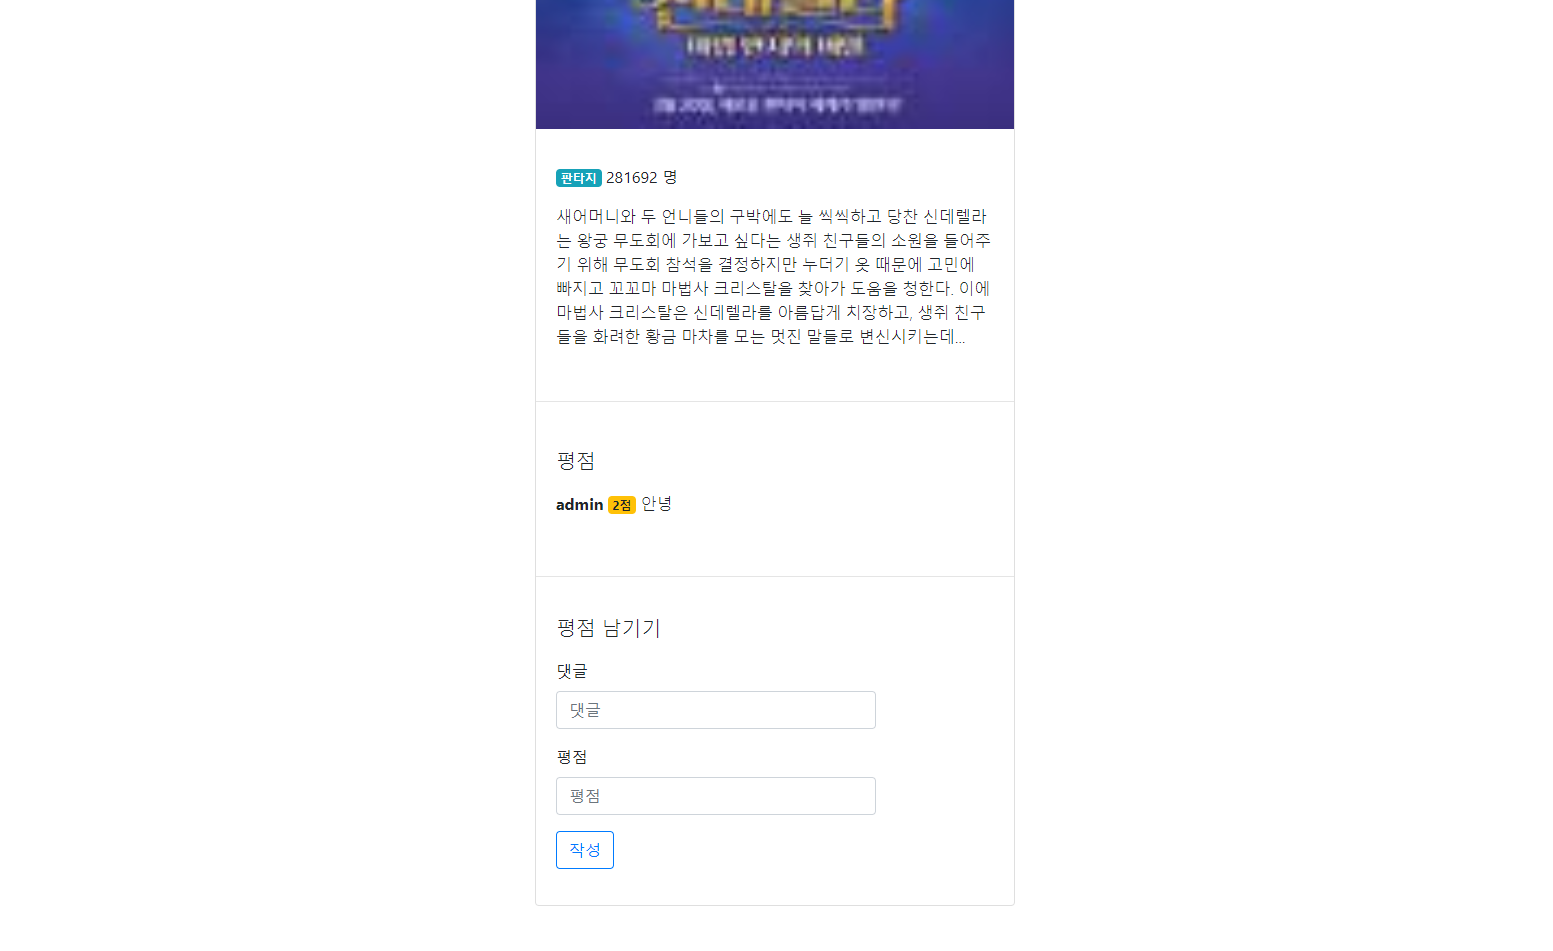 판타지 281692 명
새어머니와 두 언니들의 구박에도 늘 씩씩하고 당찬 신데렐라
는 왕궁 무도회에 가보고 싶다는 생쥐 친구들의 소원을 들어주
기 위해 무도회 참석을 결정하지만 누더기 옷 때문에 고민에
빠지고 꼬꼬마 마법사 크리스탈을 찾아가 도움을 청한다. 이에
마법사 크리스탈은 신데렐라를 아름답게 치장하고, 생쥐 친구
들을 화려한 황금 마차를 모는 멋진 말들로 변신시키는데...
평점
admin 2점 안녕
평점 남기기
댓글
댓글
평점
평점
작성